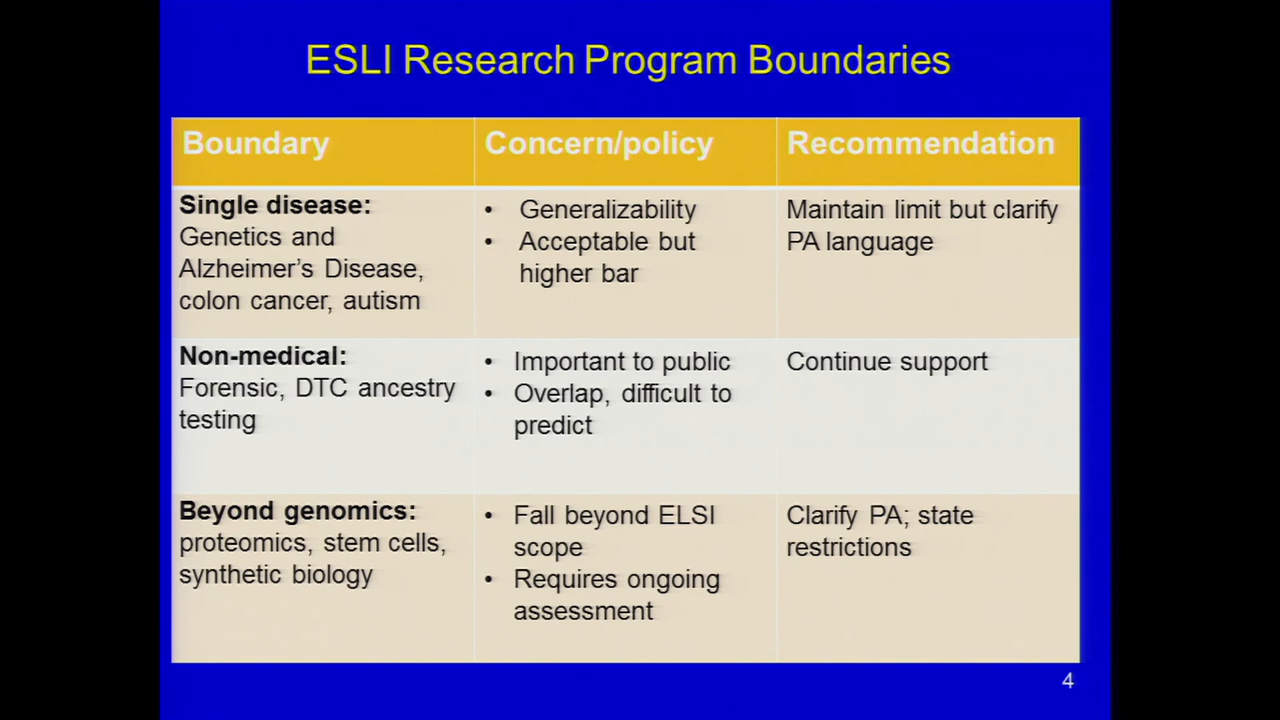 ESLI Research Program Boundaries
Boundary
Concern/policy
Recommendation
Single disease:
Genetics and
Alzheimer's Disease,
colon cancer, autism
• Generalizability
• Acceptable but
higher bar
Maintain limit but clarify
PA language
Non-medical:
Forensic, DTC ancestry
testing
• Important to public
• Overlap, difficult to
predict
Continue support
Beyond genomics:
proteomics, stem cells,
synthetic biology
• Fall beyond ELSI
scope
• Requires ongoing
assessment
Clarify PA; state
restrictions
4